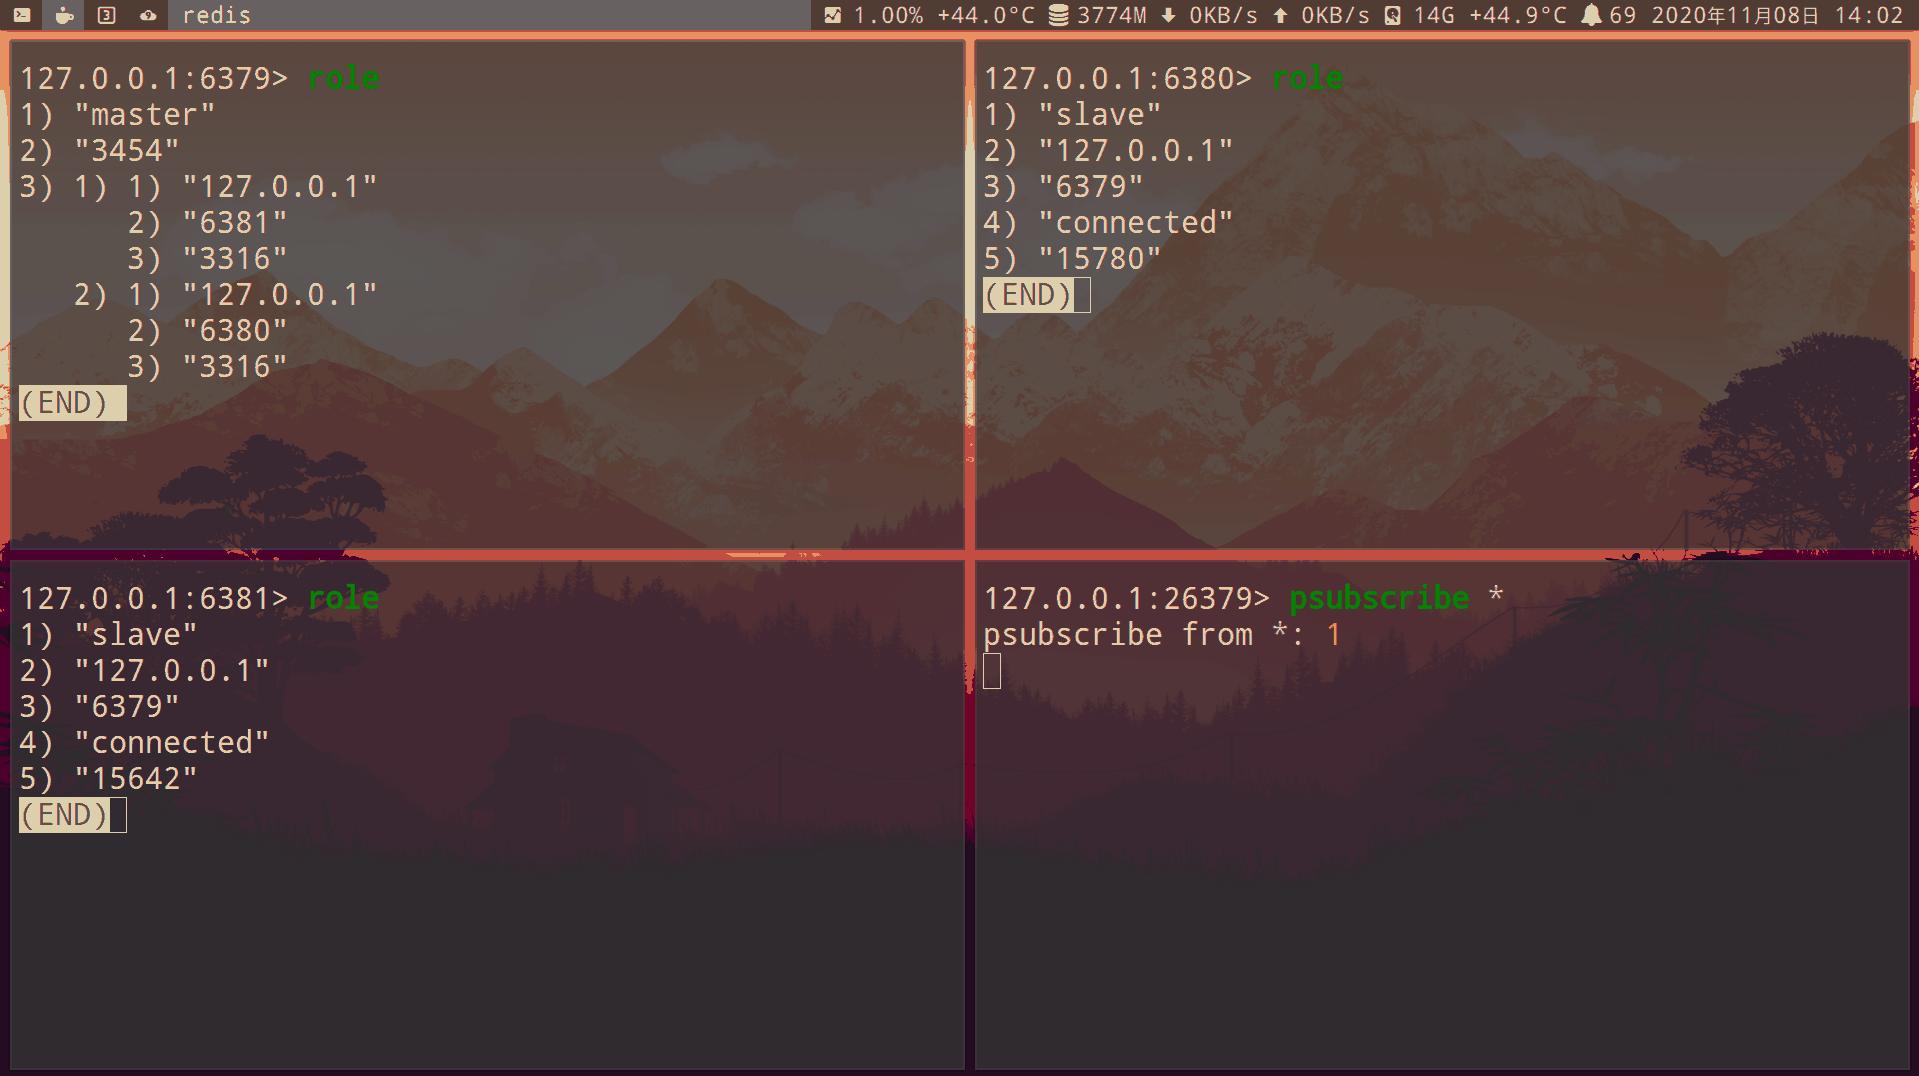 redis 1.00% +44.0°C 3774M 0KB/s 0KB/s 14G +44.9°C 69 2020年11月08日 14:02
127.0.0.1:6379> role
1) "master"
2) "3454"
3) 1) 1) "127.0.0.1"
2) "6381"
3) "3316"
2) 1) "127.0.0.1"
2) "6380"
3) "3316"
(END)
127.0.0.1:6380> role
1) "slave"
2) "127.0.0.1"
3) "6379"
4) "connected"
5) "15780"
(END)
127.0.0.1:6381> role
1) "slave"
2) "127.0.0.1"
3) "6379"
4) "connected"
5) "15642"
(END)
127.0.0.1:26379> psubscribe *
psubscribe from *: 1